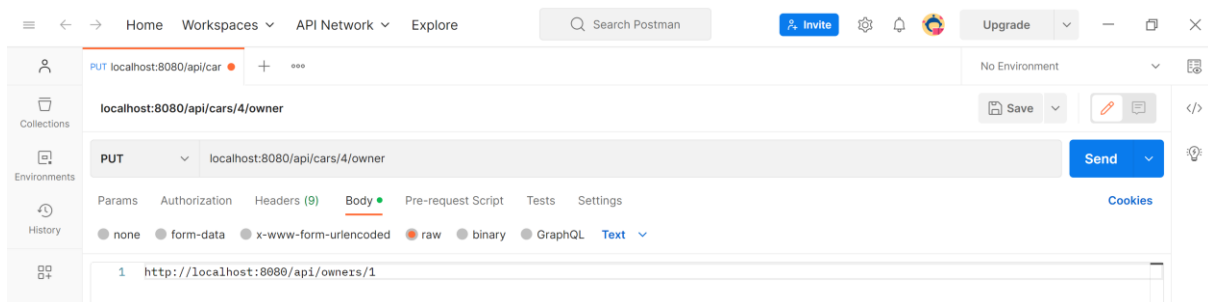 Home Workspaces API Network Explore Search Postman Invite Upgrade
PUT localhost:8080/api/car No Environment
localhost:8080/api/cars/4/owner Save
Collections
PUT localhost:8080/api/cars/4/owner Send
Environments
Params Authorization Headers (9) Body Pre-request Script Tests Settings Cookies
History
none form-data x-www-form-urlencoded raw binary GraphQL Text
1 http://localhost:8080/api/owners/1